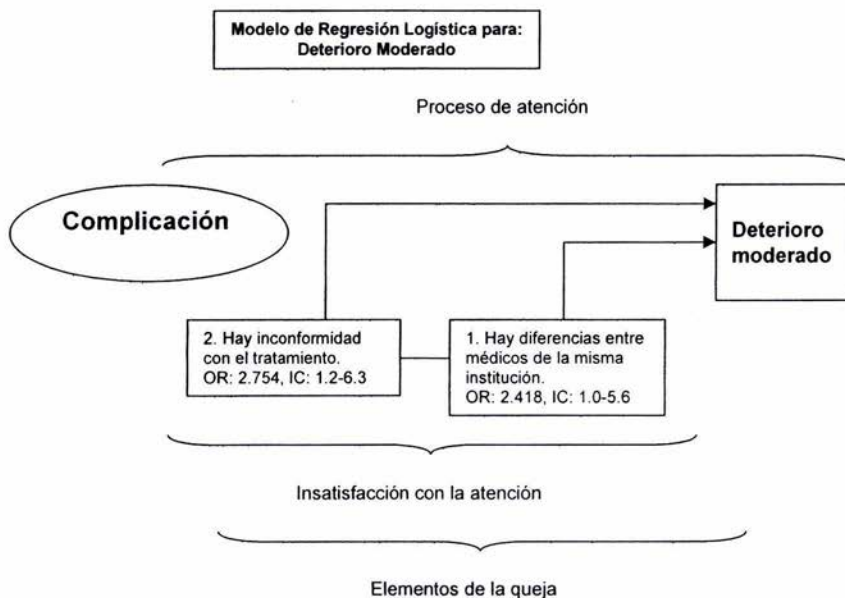 Modelo de Regresión Logística para:
Deterioro Moderado
Proceso de atención
Complicación
Deterioro
moderado
2. Hay inconformidad
con el tratamiento.
OR: 2.754, IC: 1.2-6.3
1. Hay diferencias entre
médicos de la misma
institución.
OR: 2.418, IC: 1.0-5.6
Insatisfacción con la atención
Elementos de la queja